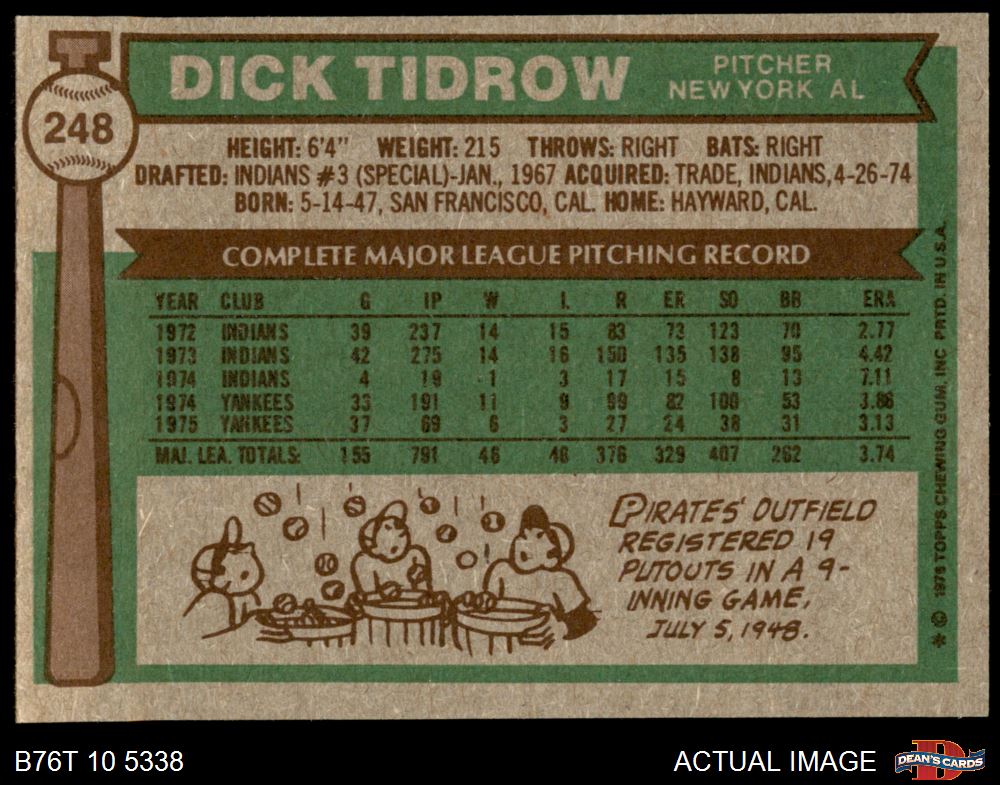 DICK TIDROW
PITCHER
NEW YORK AL
248
HEIGHT: 6'4" WEIGHT: 215 THROWS: RIGHT BATS: RIGHT
DRAFTED: INDIANS #3 (SPECIAL)-JAN., 1967 ACQUIRED: TRADE, INDIANS, 4-26-74
BORN: 5-14-47, SAN FRANCISCO, CAL. HOME: HAYWARD, CAL.
COMPLETE MAJOR LEAGUE PITCHING RECORD
YEAR CLUB G IP W L R ER SO BB ERA
1972 INDIANS 39 237 14 15 83 73 123 70 2.77
1973 INDIANS 42 275 14 16 150 135 138 95 4.42
1974 INDIANS 4 19 1 3 17 15 8 13 7.11
1974 YANKEES 33 191 11 9 99 82 100 53 3.86
1975 YANKEES 37 69 6 3 27 24 38 31 3.13
MAJ. LEA. TOTALS: 155 791 46 46 376 329 407 262 3.74
PIRATES' OUTFIELD
REGISTERED 19
PUTOUTS IN A 9-
INNING GAME,
JULY 5, 1948.
* © 1976 TOPPS CHEWING GUM, INC PRTD. IN U.S.A.
B76T 10 5338
ACTUAL IMAGE
DEAN'S CARDS